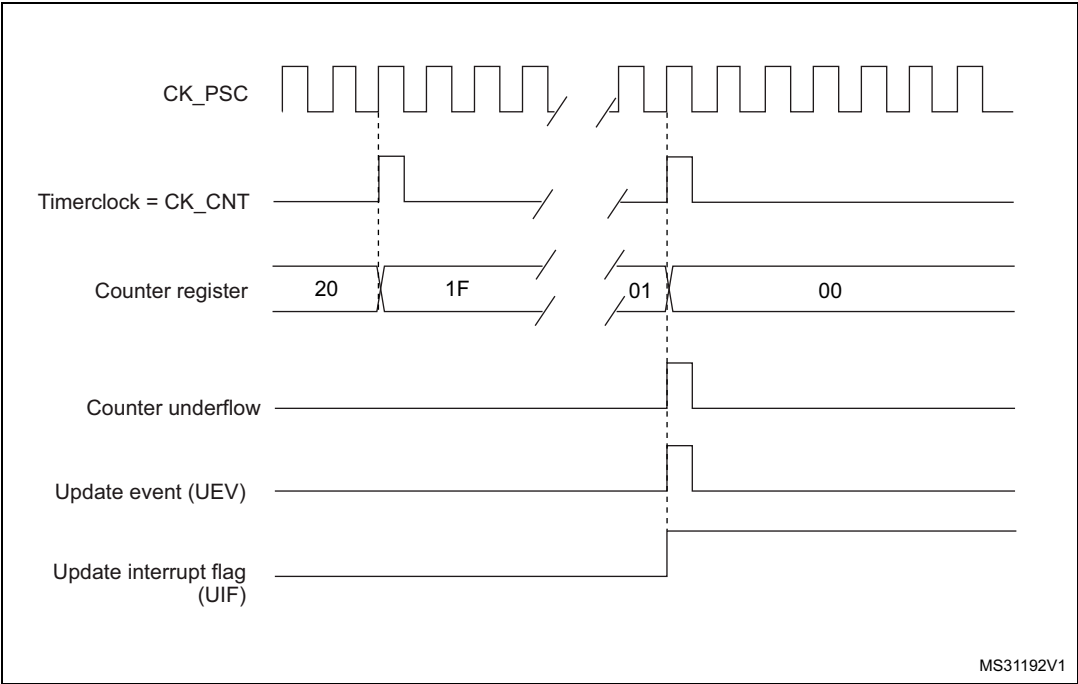 CK_PSC
Timerclock = CK_CNT
Counter register
20
1F
01
00
Counter underflow
Update event (UEV)
Update interrupt flag
(UIF)
MS31192V1